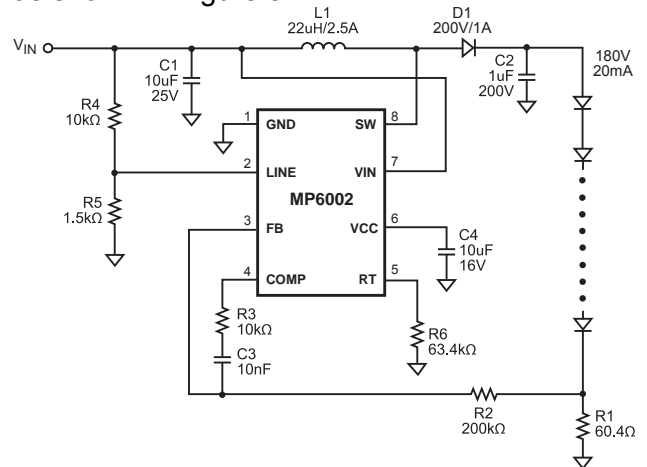 L1
22uH/2.5A
D1
200V/1A
VIN
C1
10uF
25V
C2
1uF
200V
180V
20mA
R4
10kΩ
1
GND
SW
8
2
LINE
VIN
7
MP6002
R5
1.5kΩ
3
FB
VCC
6
C4
10uF
16V
4
COMP
RT
5
R3
10kΩ
C3
10nF
R6
63.4kΩ
R2
200kΩ
R1
60.4Ω